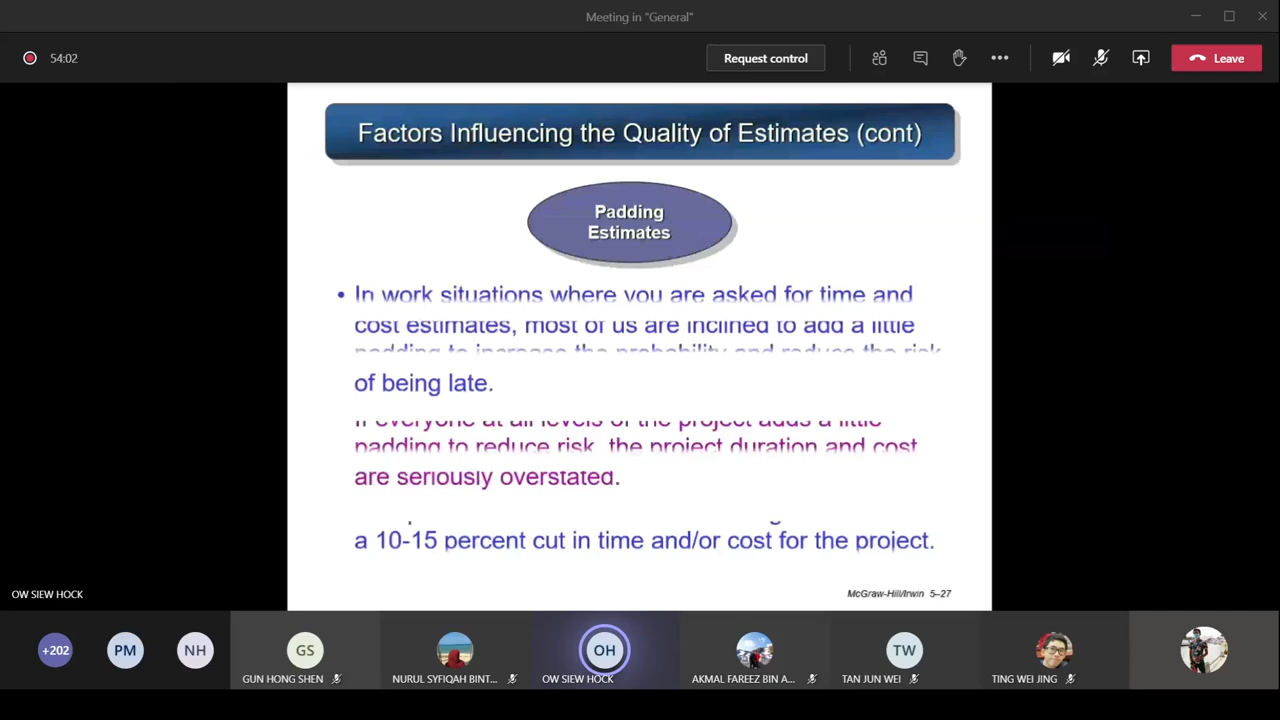 Meeting in "General"
54:02
Request control
Leave
Factors Influencing the Quality of Estimates (cont)
Padding
Estimates
• In work situations where you are asked for time and
cost estimates, most of us are inclined to add a little
padding to increase the probability and reduce the risk
of being late.
If everyone at all levels of the project adds a little
padding to reduce risk, the project duration and cost
are seriously overstated.
a 10-15 percent cut in time and/or cost for the project.
McGraw-Hill/Irwin 5–27
OW SIEW HOCK
+202
PM
NH
GS
OH
TW
GUN HONG SHEN
NURUL SYFIQAH BINT...
OW SIEW HOCK
AKMAL FAREEZ BIN A...
TAN JUN WEI
TING WEI JING